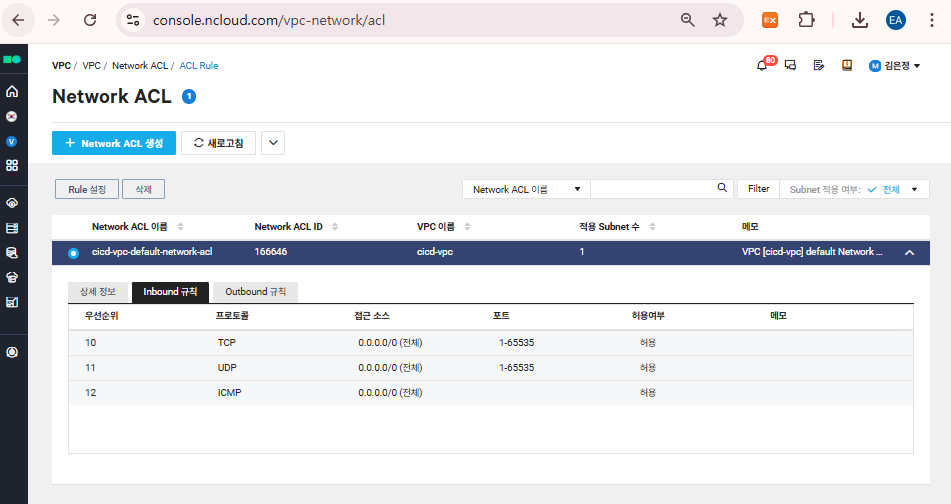 console.ncloud.com/vpc-network/acl
EX
EA
VPC / VPC / Network ACL / ACL Rule
80
M 김은정
Network ACL 1
V
+ Network ACL 생성
새로고침
Rule 설정
삭제
Network ACL 이름
Filter
Subnet 적용 여부: 전체
Network ACL 이름 Network ACL ID VPC 이름 적용 Subnet 수 메모
cicd-vpc-default-network-acl 166646 cicd-vpc 1 VPC [cicd-vpc] default Network ...
상세 정보 Inbound 규칙 Outbound 규칙
우선순위 프로토콜 접근 소스 포트 허용여부 메모
10 TCP 0.0.0.0/0 (전체) 1-65535 허용
11 UDP 0.0.0.0/0 (전체) 1-65535 허용
12 ICMP 0.0.0.0/0 (전체) 허용